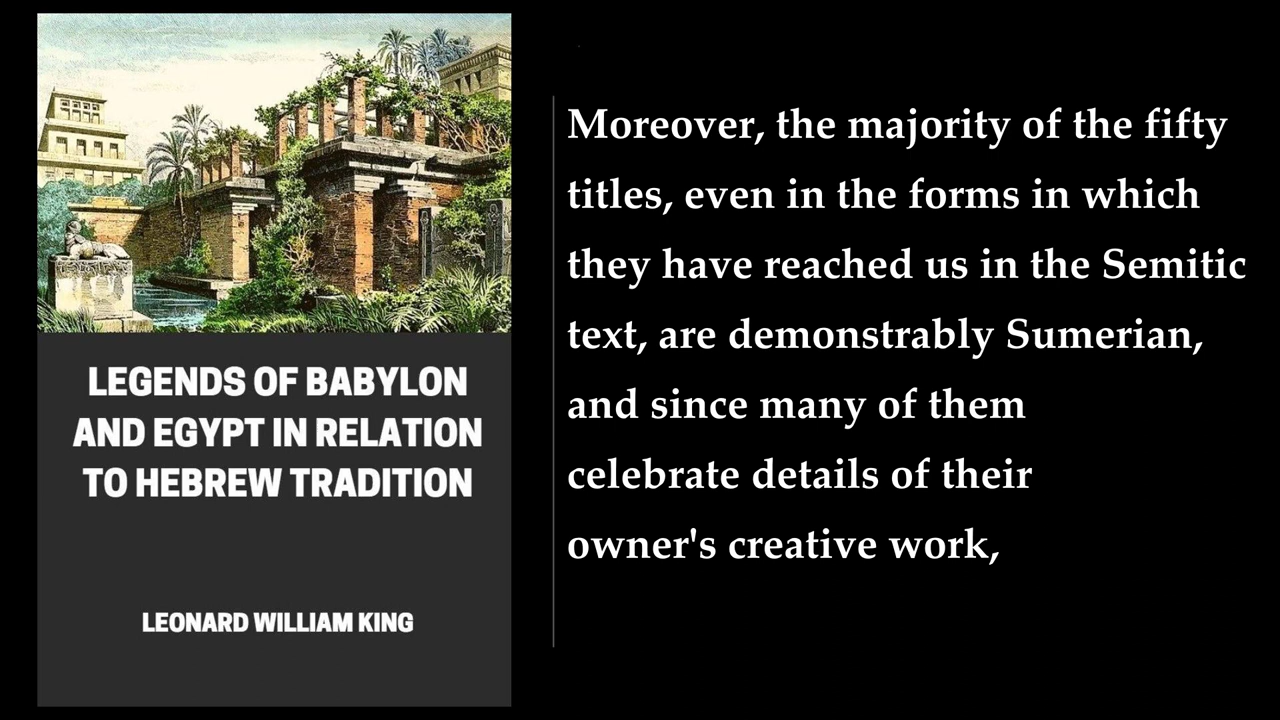 LEGENDS OF BABYLON
AND EGYPT IN RELATION
TO HEBREW TRADITION
LEONARD WILLIAM KING
Moreover, the majority of the fifty
titles, even in the forms in which
they have reached us in the Semitic
text, are demonstrably Sumerian,
and since many of them
celebrate details of their
owner's creative work,